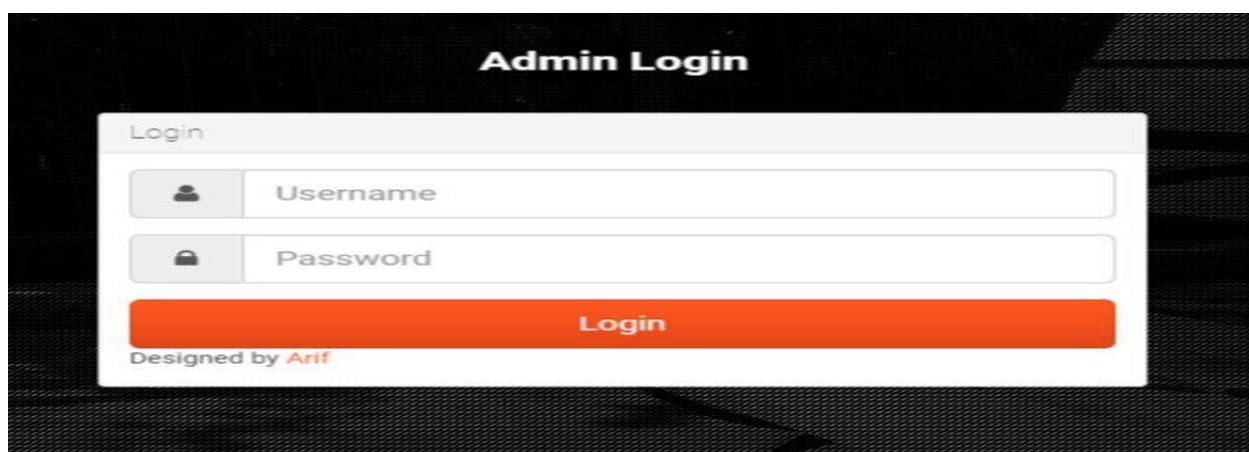 Admin Login
Login
Username
Password
Login
Designed by Arif